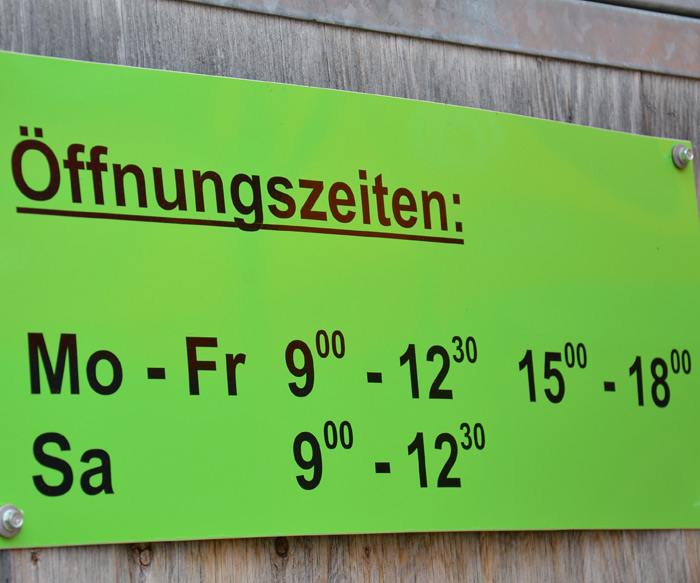 Öffnungszeiten:
Mo - Fr 9⁰⁰ - 12³⁰ 15⁰⁰ - 18⁰⁰
Sa 9⁰⁰ - 12³⁰